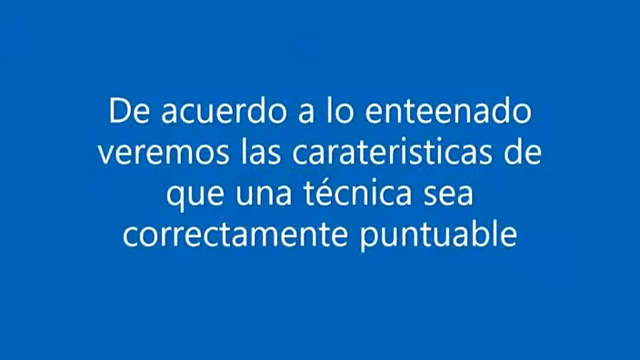 De acuerdo a lo enteenado
veremos las carateristicas de
que una técnica sea
correctamente puntuable